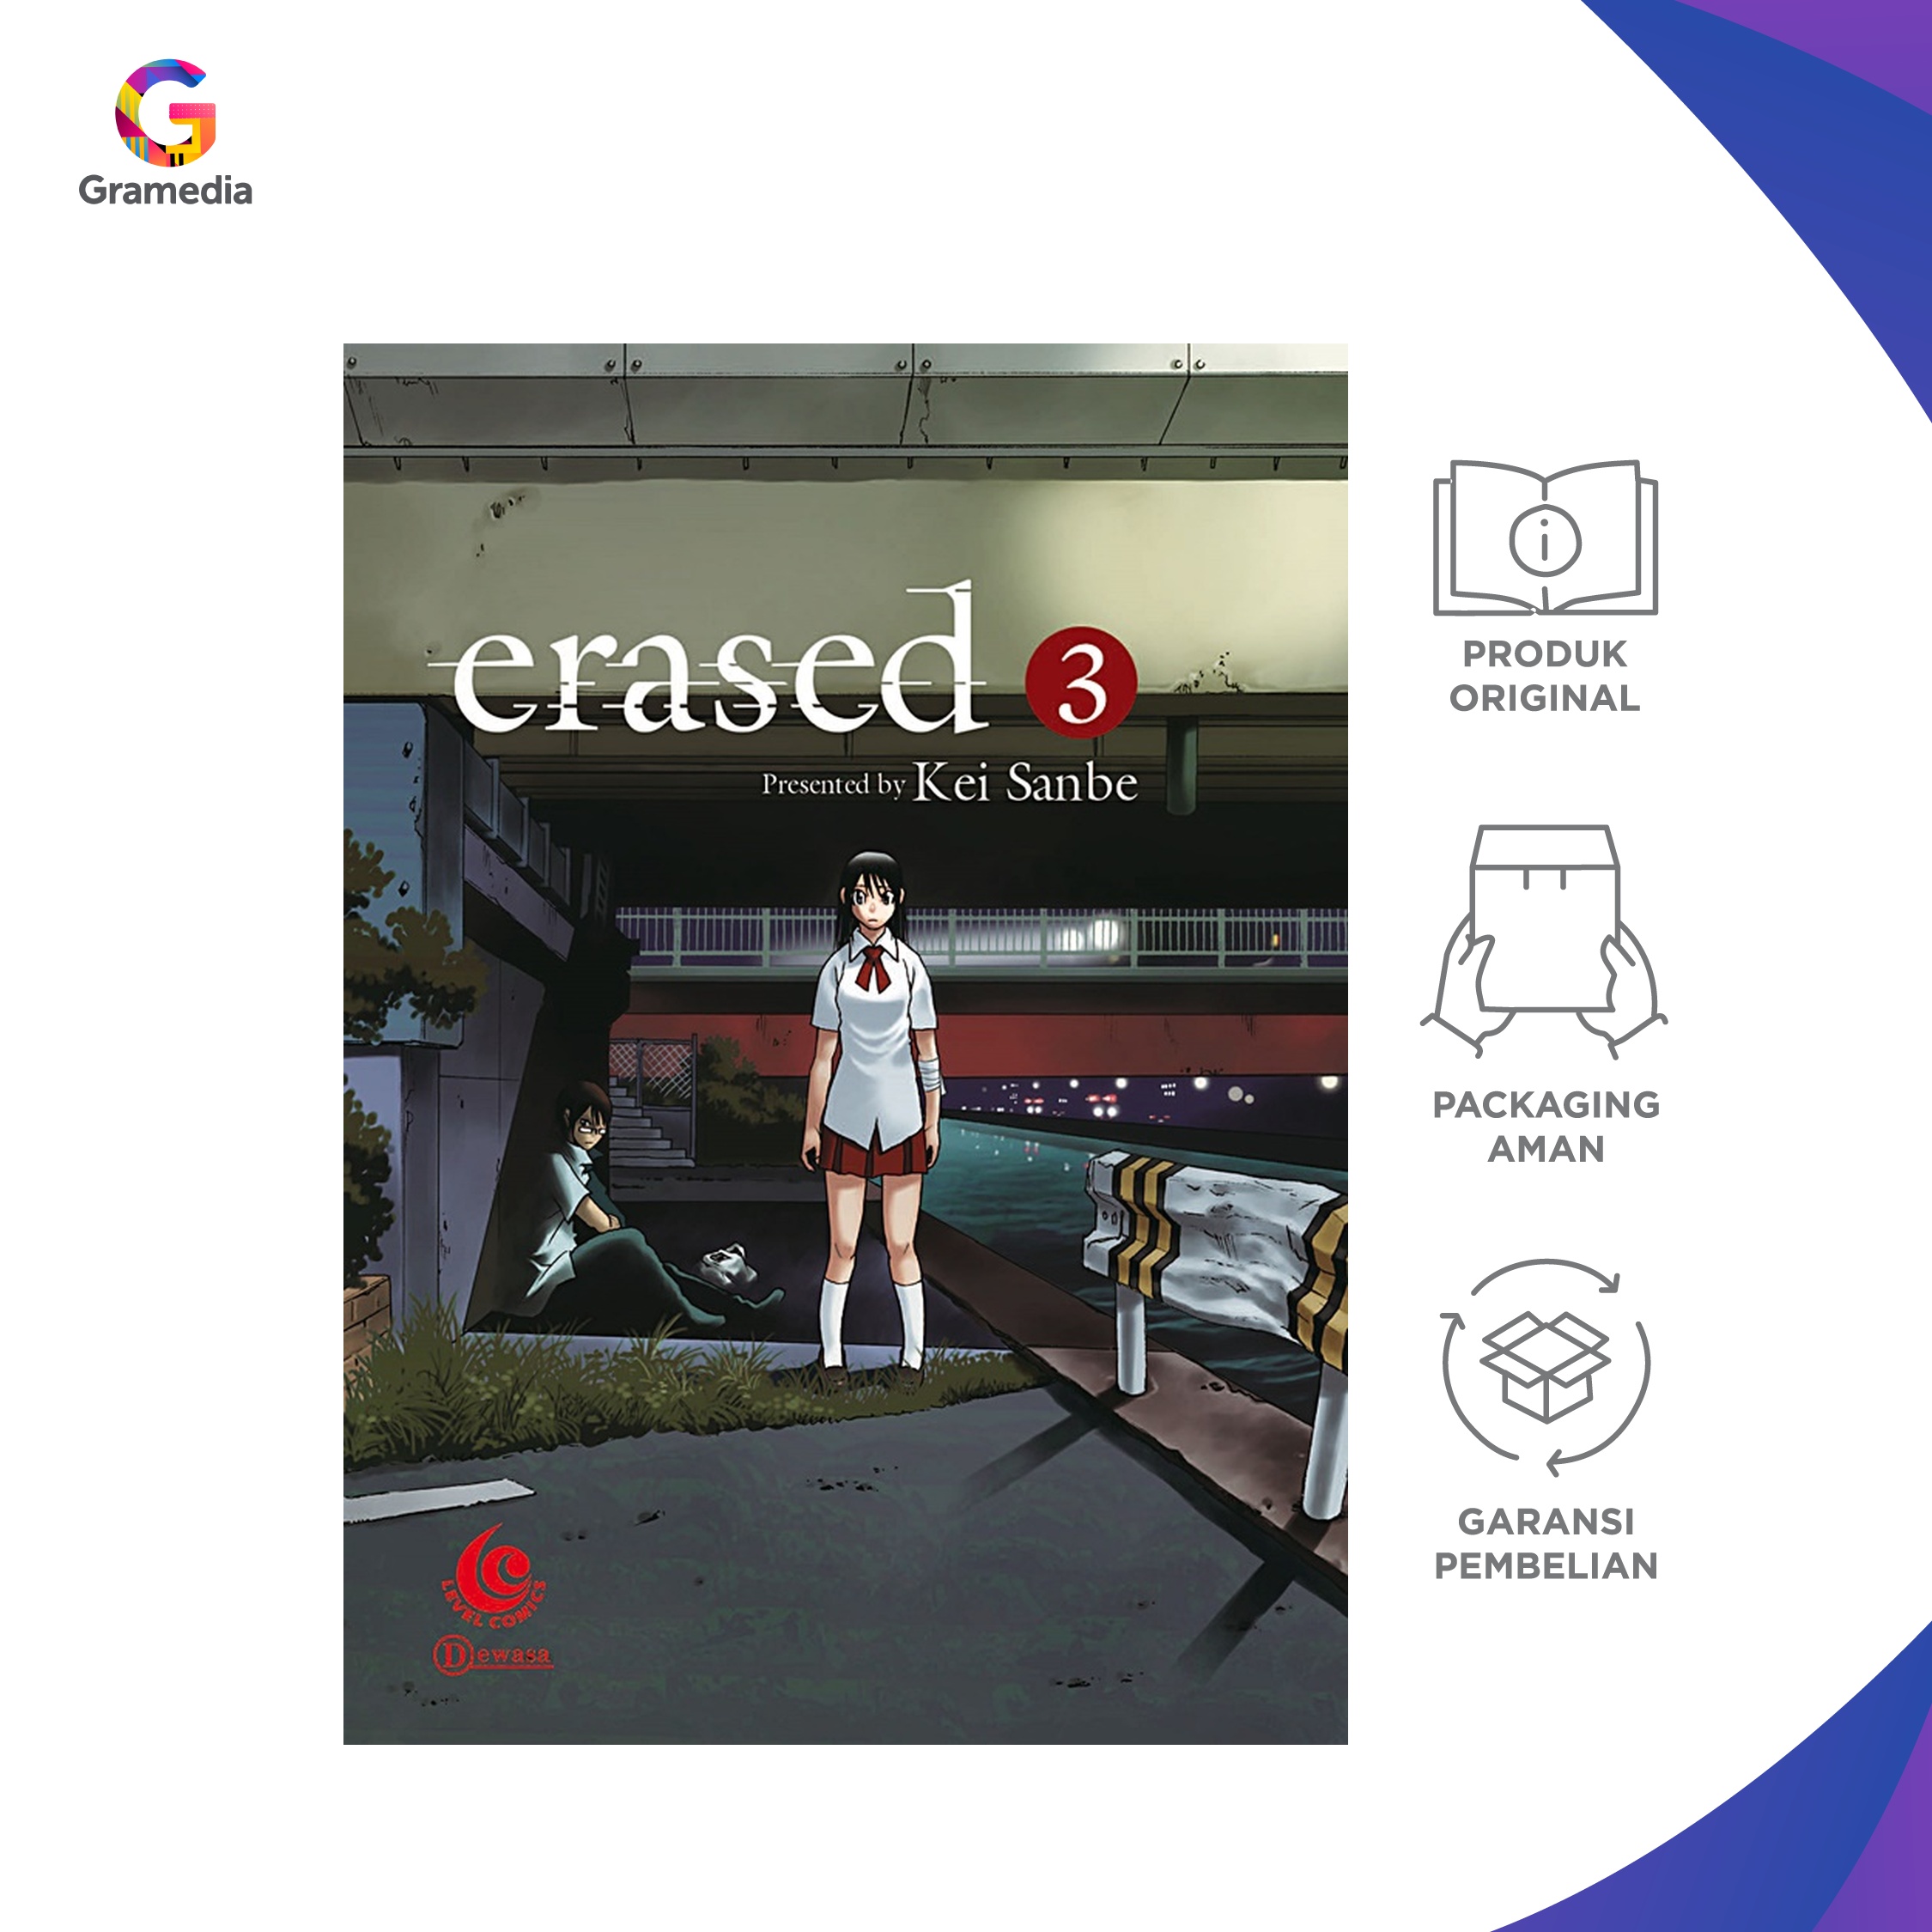 Gramedia
erased 3
Presented by Kei Sanbe
LEVEL COMICS
Dewasa
PRODUK
ORIGINAL
PACKAGING
AMAN
GARANSI
PEMBELIAN